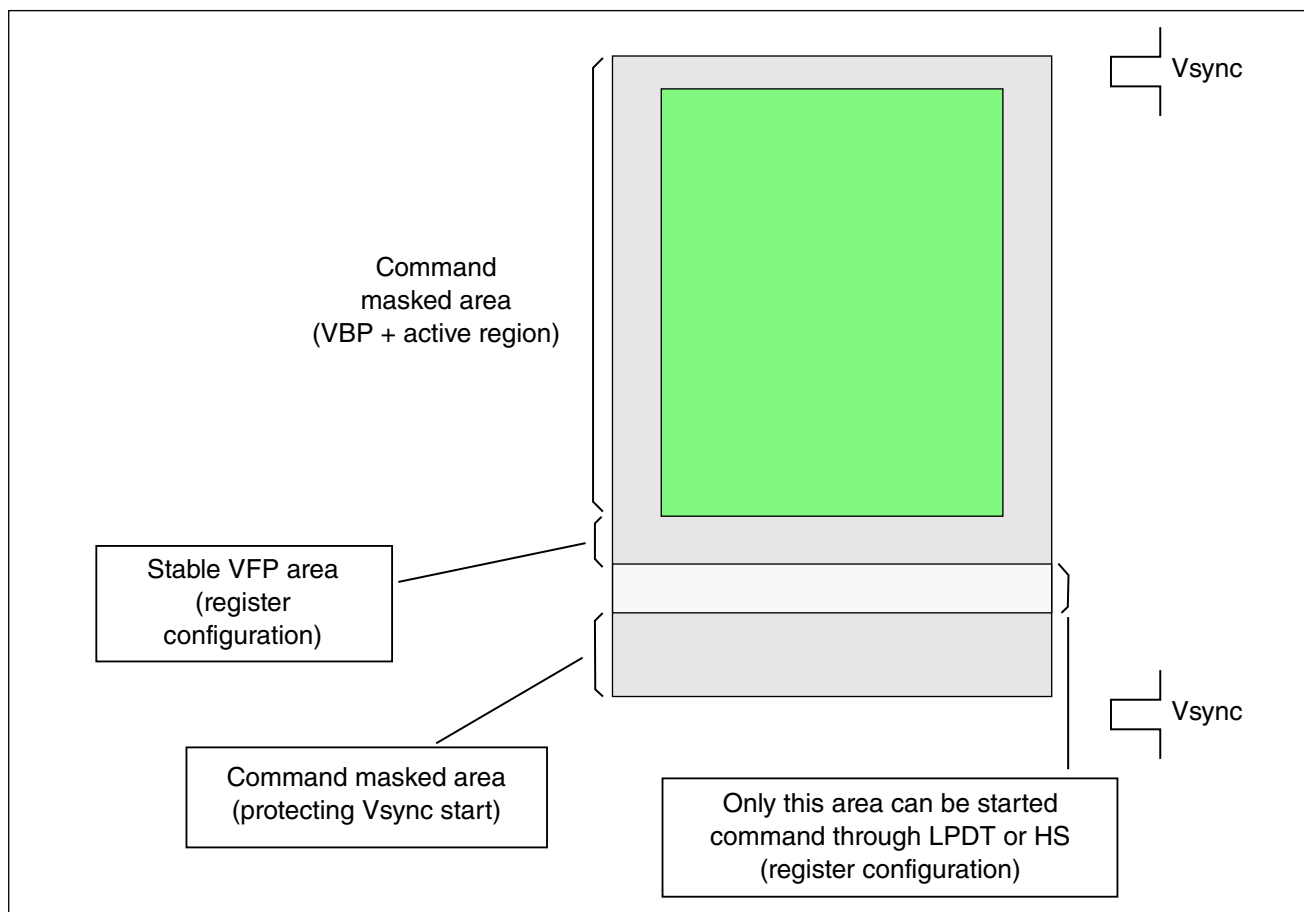 Vsync
Command
masked area
(VBP + active region)
Stable VFP area
(register
configuration)
Vsync
Command masked area
(protecting Vsync start)
Only this area can be started
command through LPDT or HS
(register configuration)